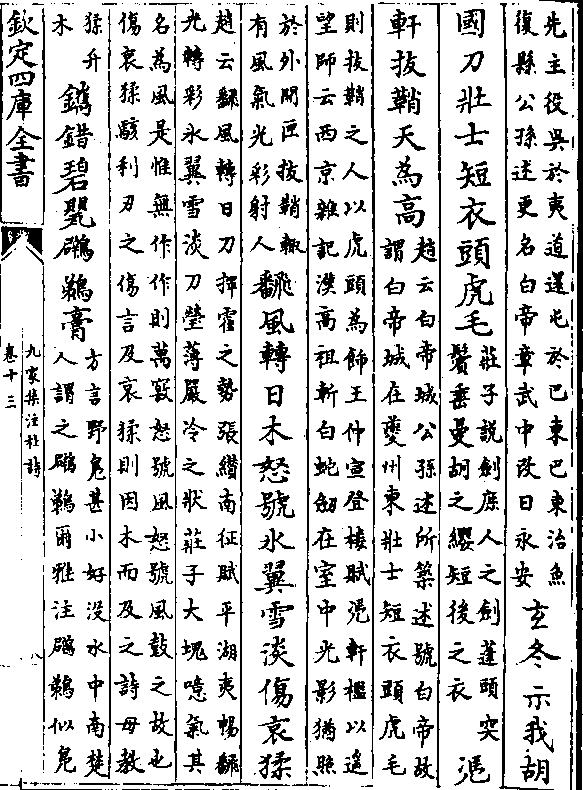 先主役吳於夷道還屯於巴東巴東治魚
復縣公孫述更名白帝章武中改曰永安
玄冬示我胡
國刀壯士短衣頭虎毛
莊子說劍庶人之劍蓬頭突
鬢垂曼胡之纓短後之衣
凴
軒拔鞘天為高
趙云白帝城公孫述所築述號白帝故
謂白帝城在夔州東壯士短衣頭虎毛
則拔鞘之人以虎頭為飾王仲宣登樓賦凴軒檻以遙
望師云西京雜記漢高祖斬白蛇劔在室中光影猶照
於外開匣拔鞘輒
有風氣光彩射人
飜風轉日木怒號氷翼雪淡傷哀猱
趙云飜風轉日刀揮霍之勢張纉南征賦平湖夷暢飜
光轉彩氷翼雪淡刀瑩薄嚴冷之狀莊子大塊噫氣其
名為風是惟無作作則萬竅怒號風怒號風鼓之故也
傷哀猱駭利刃之傷言及哀猱則因木而及之詩毋教
猱升
木
鐫錯碧甖鸊鵜膏
方言野鳬甚小好没水中南楚
人謂之鸊鵜爾雅注鸊鵜似鳬
欽定四庫全書
九家集注杜詩
卷十三
八